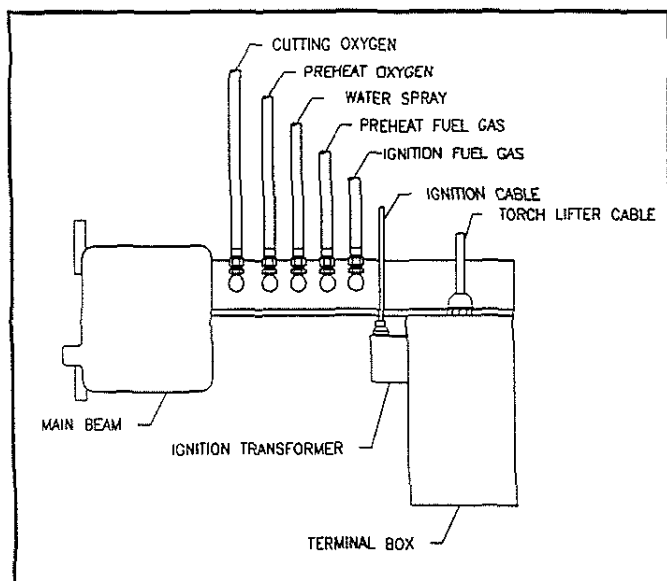 CUTTING OXYGEN
PREHEAT OXYGEN
WATER SPRAY
PREHEAT FUEL GAS
IGNITION FUEL GAS
IGNITION CABLE
TORCH LIFTER CABLE
MAIN BEAM
IGNITION TRANSFORMER
TERMINAL BOX